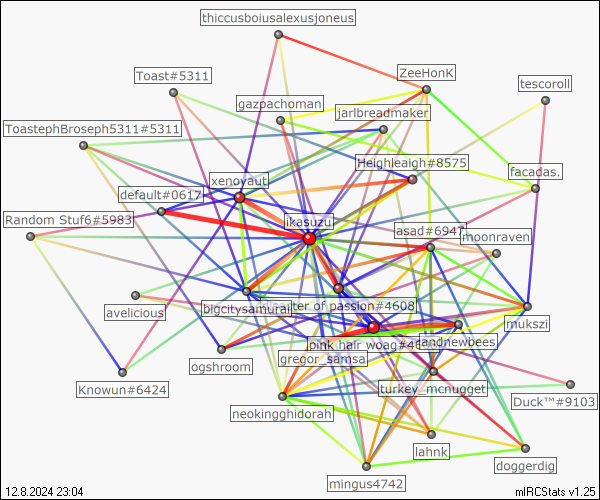 thiccusboiusalexusjoneus
ZeeHonK
Toast#5311
tescoroll
gazpachoman
jarlbreadmaker
ToastephBroseph5311#5311
Heighleaigh#8575
facadas.
xenoyaut
default#0617
Random Stuf6#5983
ikasuzu
asad#6947
moonraven
avelicious
bigcitysamurai
ter of passion#4608
mukszi
pink hair woag#4
andnewbees
gregor_samsa
ogshroom
Knowun#6424
turkey_mcnugget
Duck™#9103
neokingghidorah
lahnk
doggerdig
mingus4742
12.8.2024 23:04
mIRCStats v1.25